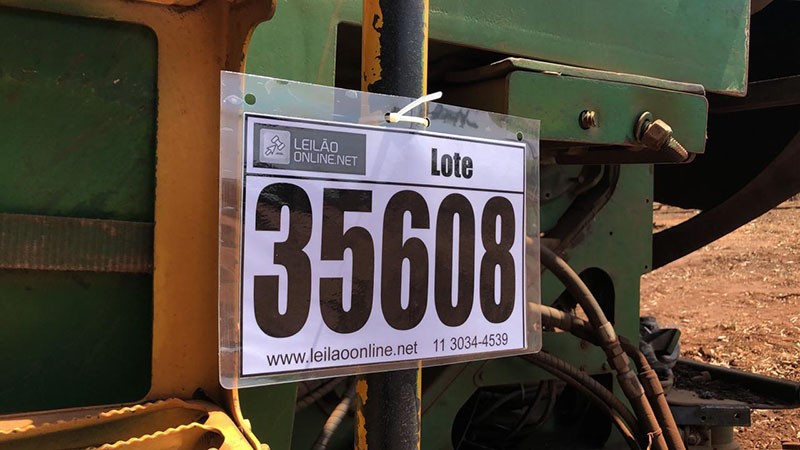 LEILÃO
ONLINE.NET
Lote
35608
www.leilaoonline.net 11 3034-4539